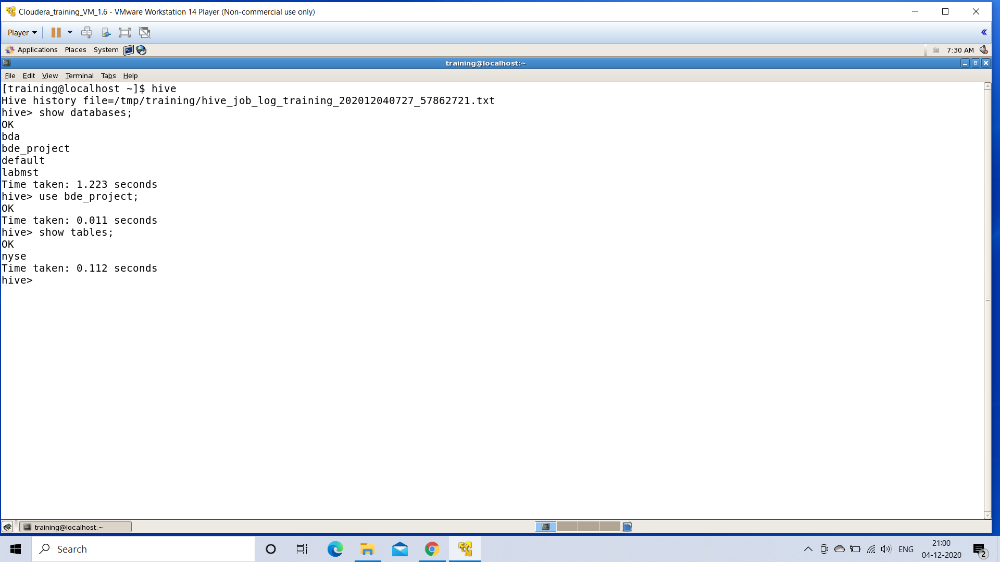 Cloudera_training_VM_1.6 - VMware Workstation 14 Player (Non-commercial use only)
Player
Applications Places System 7:30 AM
training@localhost:~
File Edit View Terminal Tabs Help
[training@localhost ~]$ hive
Hive history file=/tmp/training/hive_job_log_training_202012040727_57862721.txt
hive> show databases;
OK
bda
bde_project
default
labmst
Time taken: 1.223 seconds
hive> use bde_project;
OK
Time taken: 0.011 seconds
hive> show tables;
OK
nyse
Time taken: 0.112 seconds
hive>
training@localhost:~
Search
ENG
21:00
04-12-2020
2